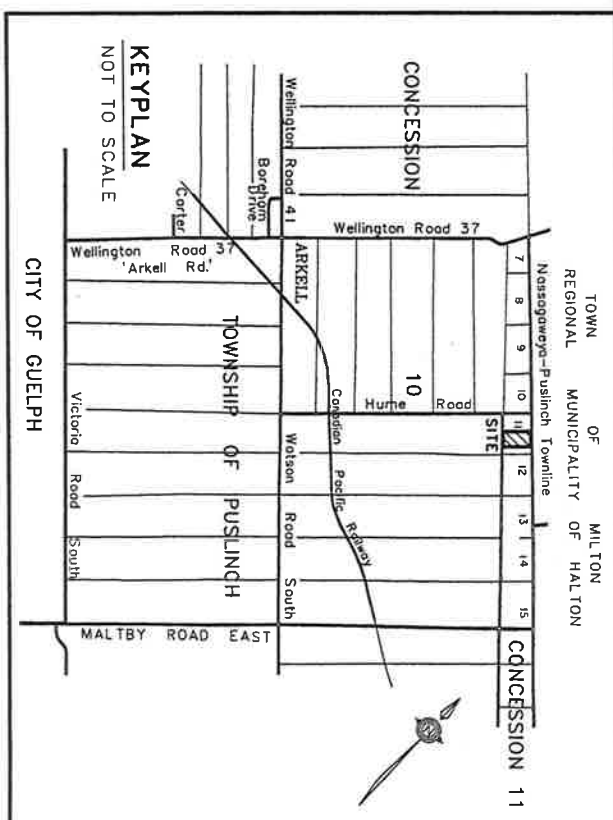 TOWN OF MILTON
REGIONAL MUNICIPALITY OF HALTON
Nassagaweya-Puslinch Townline
7
8
9
10
11
12
13
14
15
CONCESSION 11
SITE
CONCESSION
10
Wellington Road 37
Hume Road
Wellington Road 41
ARKELL
Canadian Pacific Railway
Watson Road South
Boreham
Drive
Carter
Wellington Road 37
'Arkell Rd.'
TOWNSHIP OF PUSLINCH
MALTBY ROAD EAST
Victoria Road South
CITY OF GUELPH
KEYPLAN
NOT TO SCALE
N